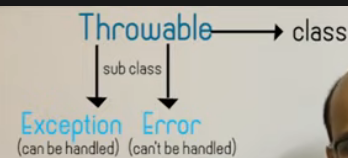 Throwable class
sub class
Exception Error
(can be handled) (can't be handled)